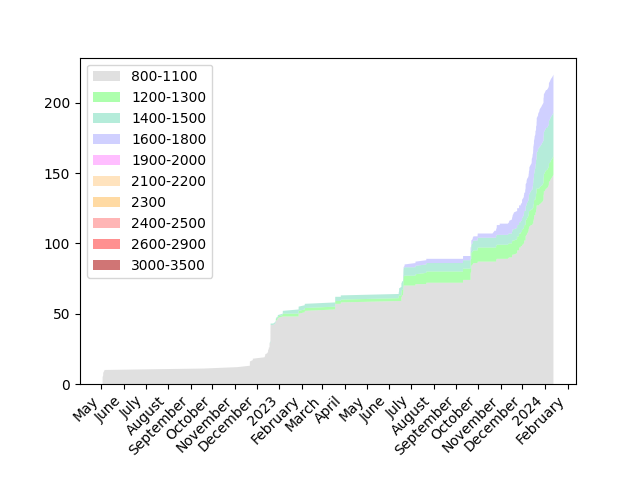 800-1100
1200-1300
1400-1500
1600-1800
1900-2000
2100-2200
2300
2400-2500
2600-2900
3000-3500
200
150
100
50
0
May
June
July
August
September
October
November
December
2023
February
March
April
May
June
July
August
September
October
November
December
2024
February